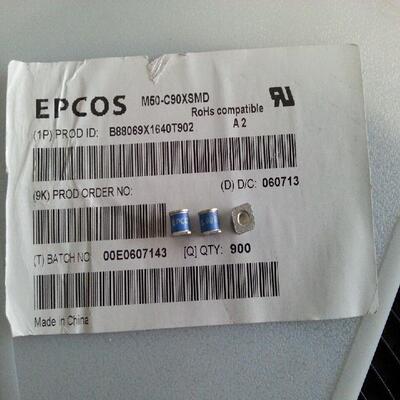 EPCOS M50-C90XSMD
RoHs compatible
(1P) PROD ID: B88069X1640T902 A 2
(9K) PROD ORDER NO: (D) D/C: 060713
EPCS
(T) BATCH NO: 00E0607143 [Q] QTY: 900
Made in China